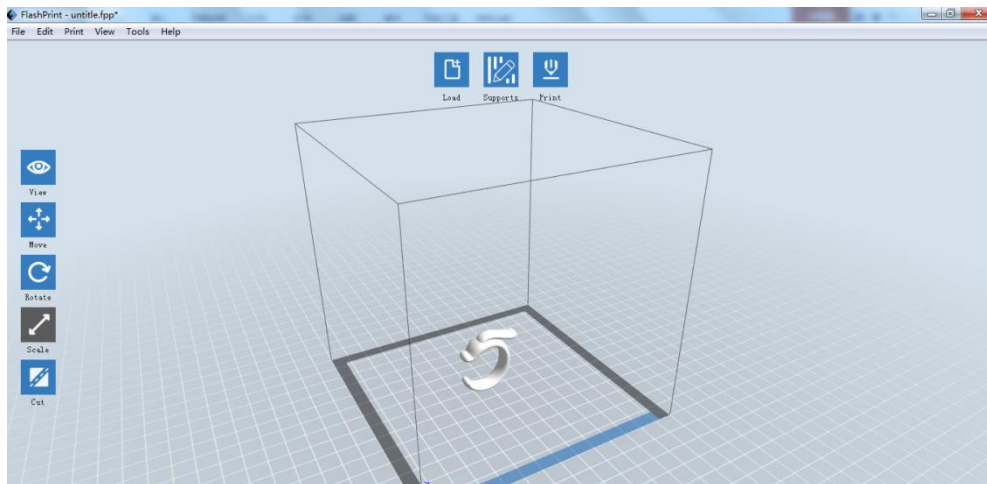 FlashPrint - untitle.fpp*
File Edit Print View Tools Help
Load Supports Print
View
Move
Rotate
Scale
Cut